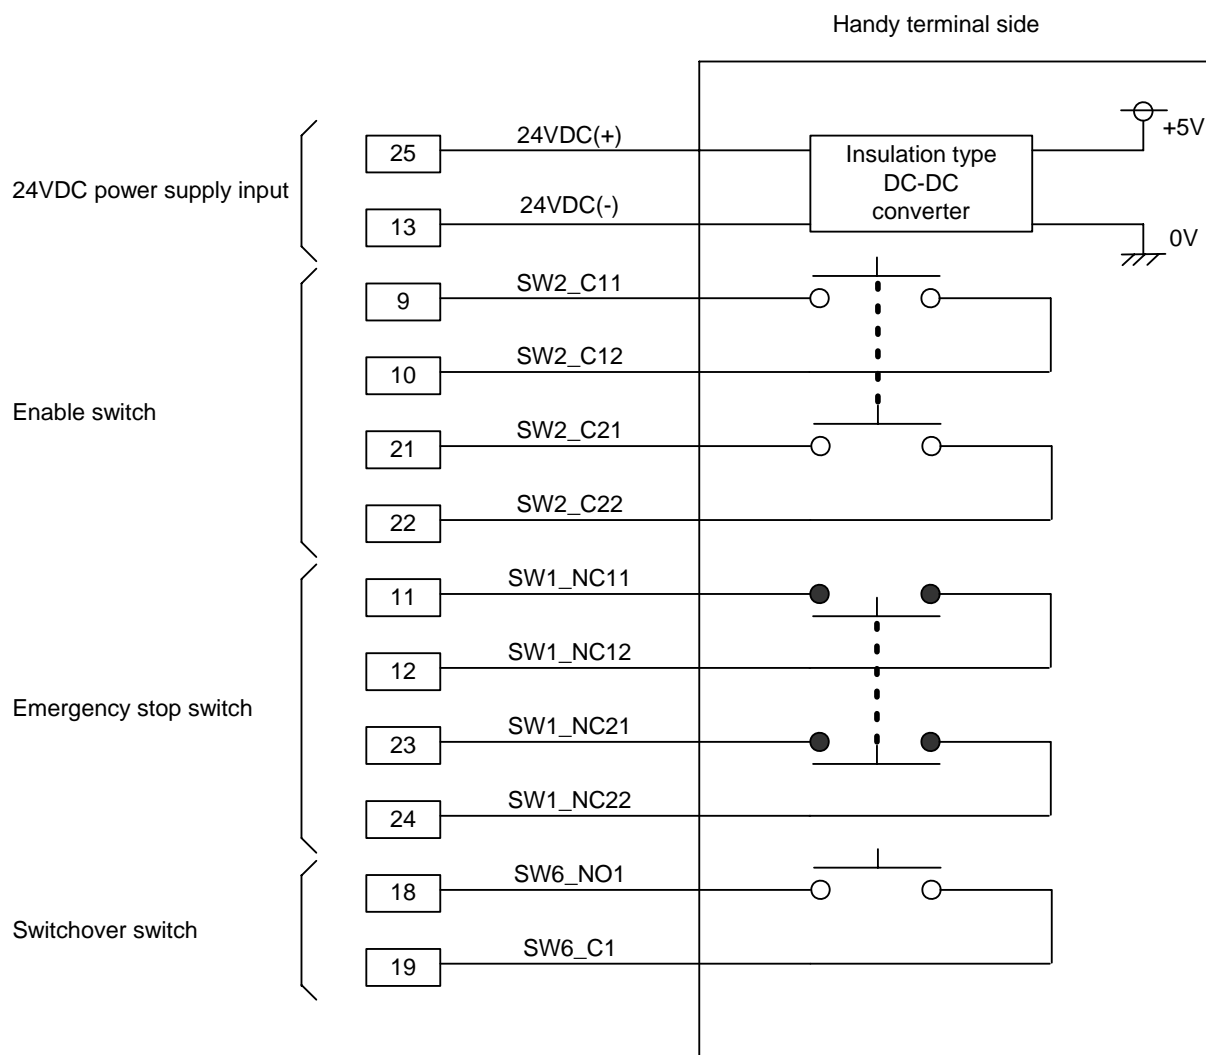 Handy terminal side
+5V
25
24VDC(+)
Insulation type
DC-DC
converter
24VDC power supply input
13
24VDC(-)
0V
9
SW2_C11
10
SW2_C12
Enable switch
21
SW2_C21
22
SW2_C22
11
SW1_NC11
12
SW1_NC12
Emergency stop switch
23
SW1_NC21
24
SW1_NC22
18
SW6_NO1
Switchover switch
19
SW6_C1